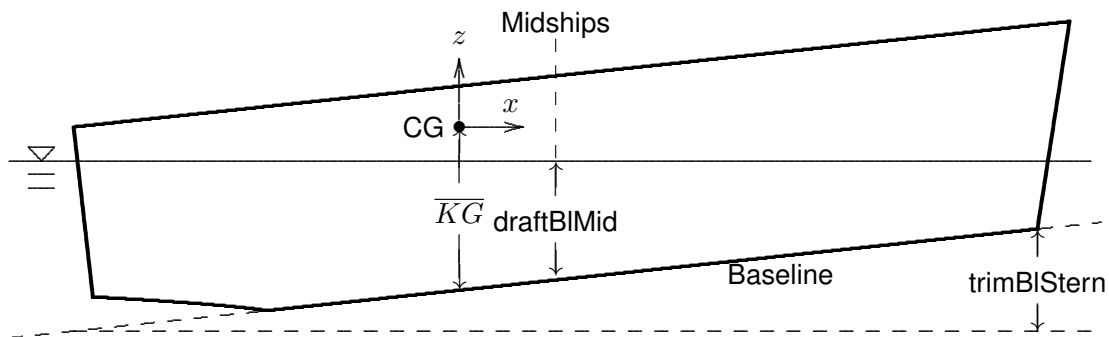 Midships
z
x
CG
KG
draftBlMid
Baseline
trimBlStern